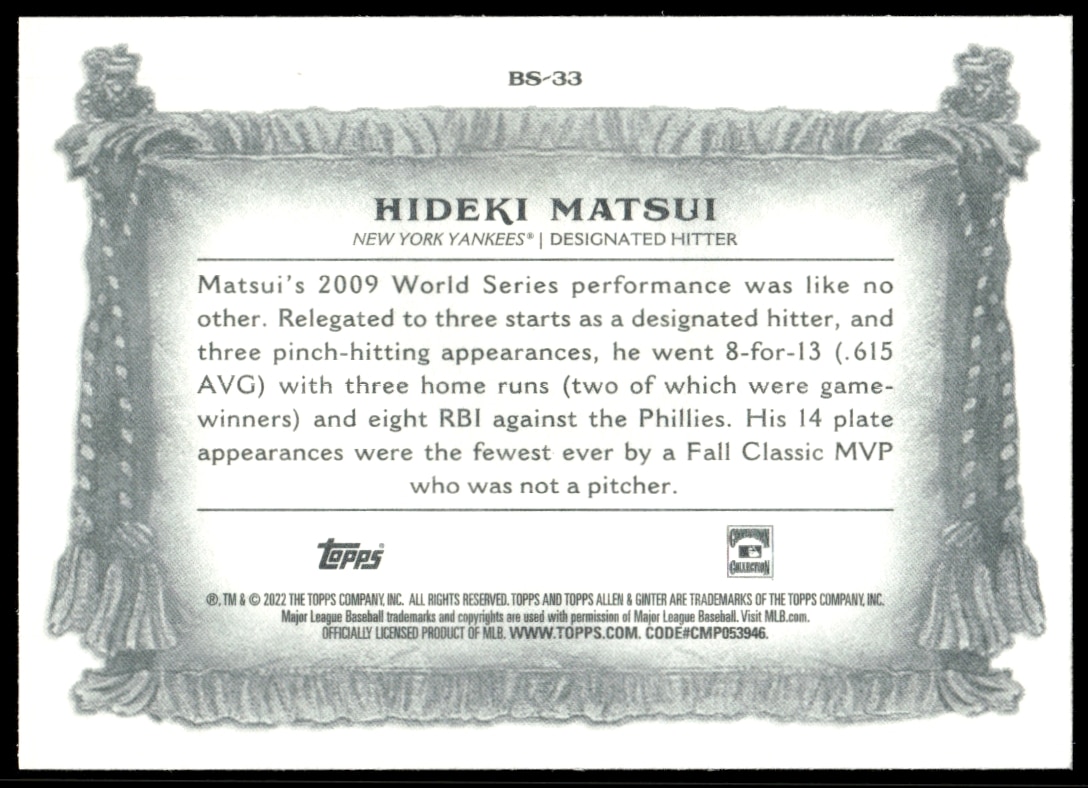 BS-33
HIDEKI MATSUI
NEW YORK YANKEES® | DESIGNATED HITTER
Matsui's 2009 World Series performance was like no
other. Relegated to three starts as a designated hitter, and
three pinch-hitting appearances, he went 8-for-13 (.615
AVG) with three home runs (two of which were game-
winners) and eight RBI against the Phillies. His 14 plate
appearances were the fewest ever by a Fall Classic MVP
who was not a pitcher.
Topps®
COOPERSTOWN
COLLECTION
®, TM & © 2022 THE TOPPS COMPANY, INC. ALL RIGHTS RESERVED. TOPPS AND TOPPS ALLEN & GINTER ARE TRADEMARKS OF THE TOPPS COMPANY, INC.
Major League Baseball trademarks and copyrights are used with permission of Major League Baseball. Visit MLB.com.
OFFICIALLY LICENSED PRODUCT OF MLB. WWW.TOPPS.COM. CODE#CMP053946.